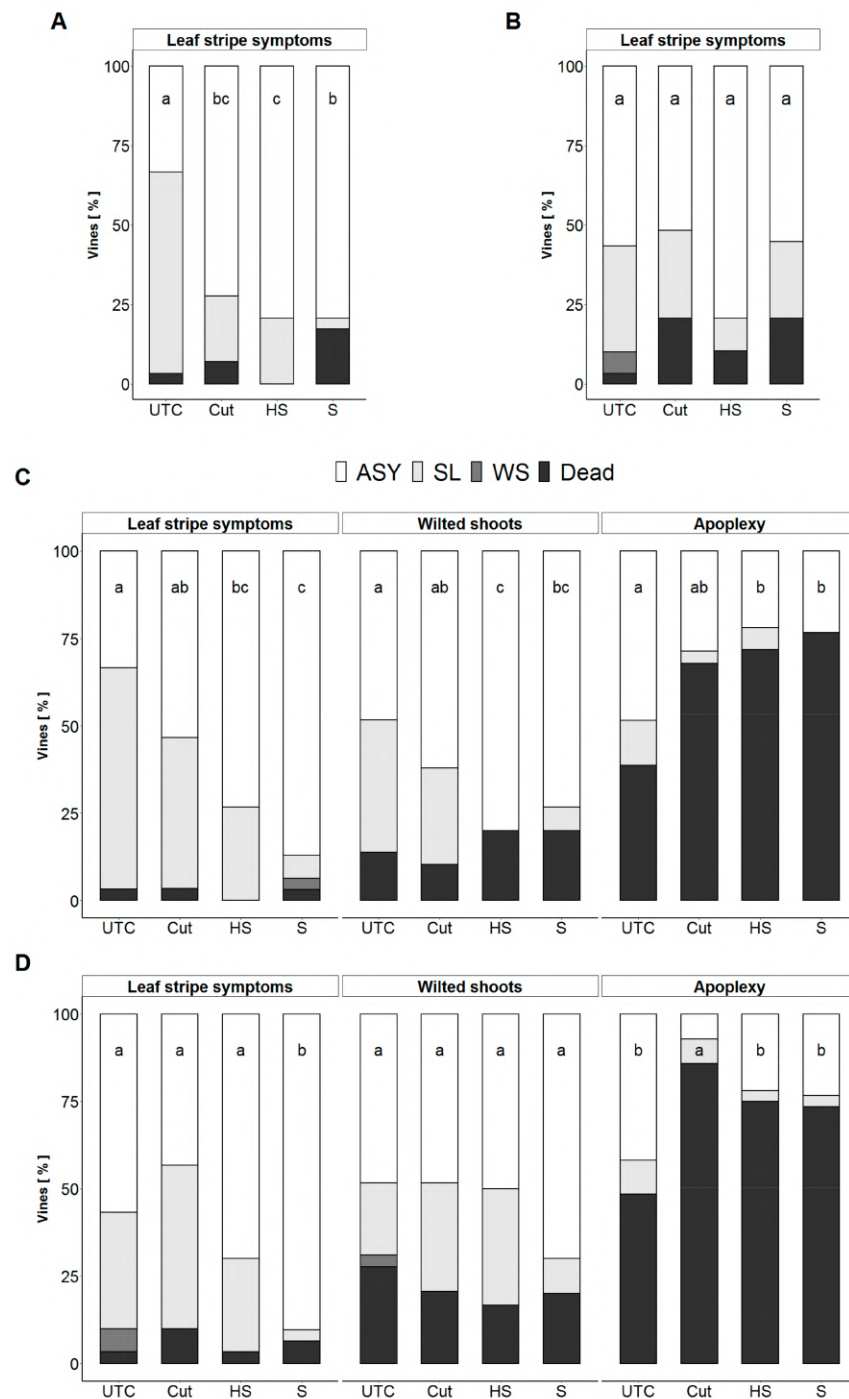 A B
Leaf stripe symptoms Leaf stripe symptoms
100 100
a bc c b a a a a
75 75
Vines [ % ] Vines [ % ]
50 50
25 25
0 0
UTC Cut HS S UTC Cut HS S
ASY SL WS Dead
C
Leaf stripe symptoms Wilted shoots Apoplexy
100
a ab bc c a ab c bc a ab b b
75
Vines [ % ]
50
25
0
UTC Cut HS S UTC Cut HS S UTC Cut HS S
D
Leaf stripe symptoms Wilted shoots Apoplexy
100
a a a b a a a a b a b b
75
Vines [ % ]
50
25
0
UTC Cut HS S UTC Cut HS S UTC Cut HS S